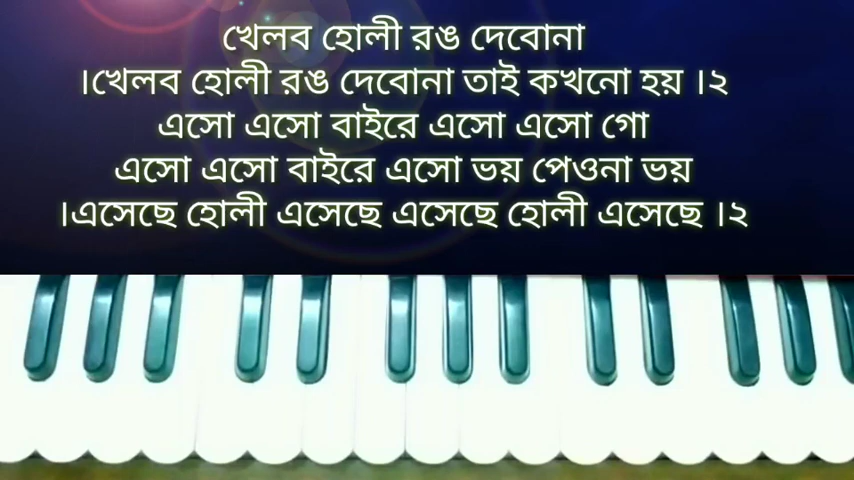 খেলব হোলী রঙ দেবোনা
।খেলব হোলী রঙ দেবোনা তাই কখনো হয় ।২
এসো এসো বাইরে এসো এসো গো
এসো এসো বাইরে এসো ভয় পেওনা ভয়
।এসেছে হোলী এসেছে এসেছে হোলী এসেছে ।২